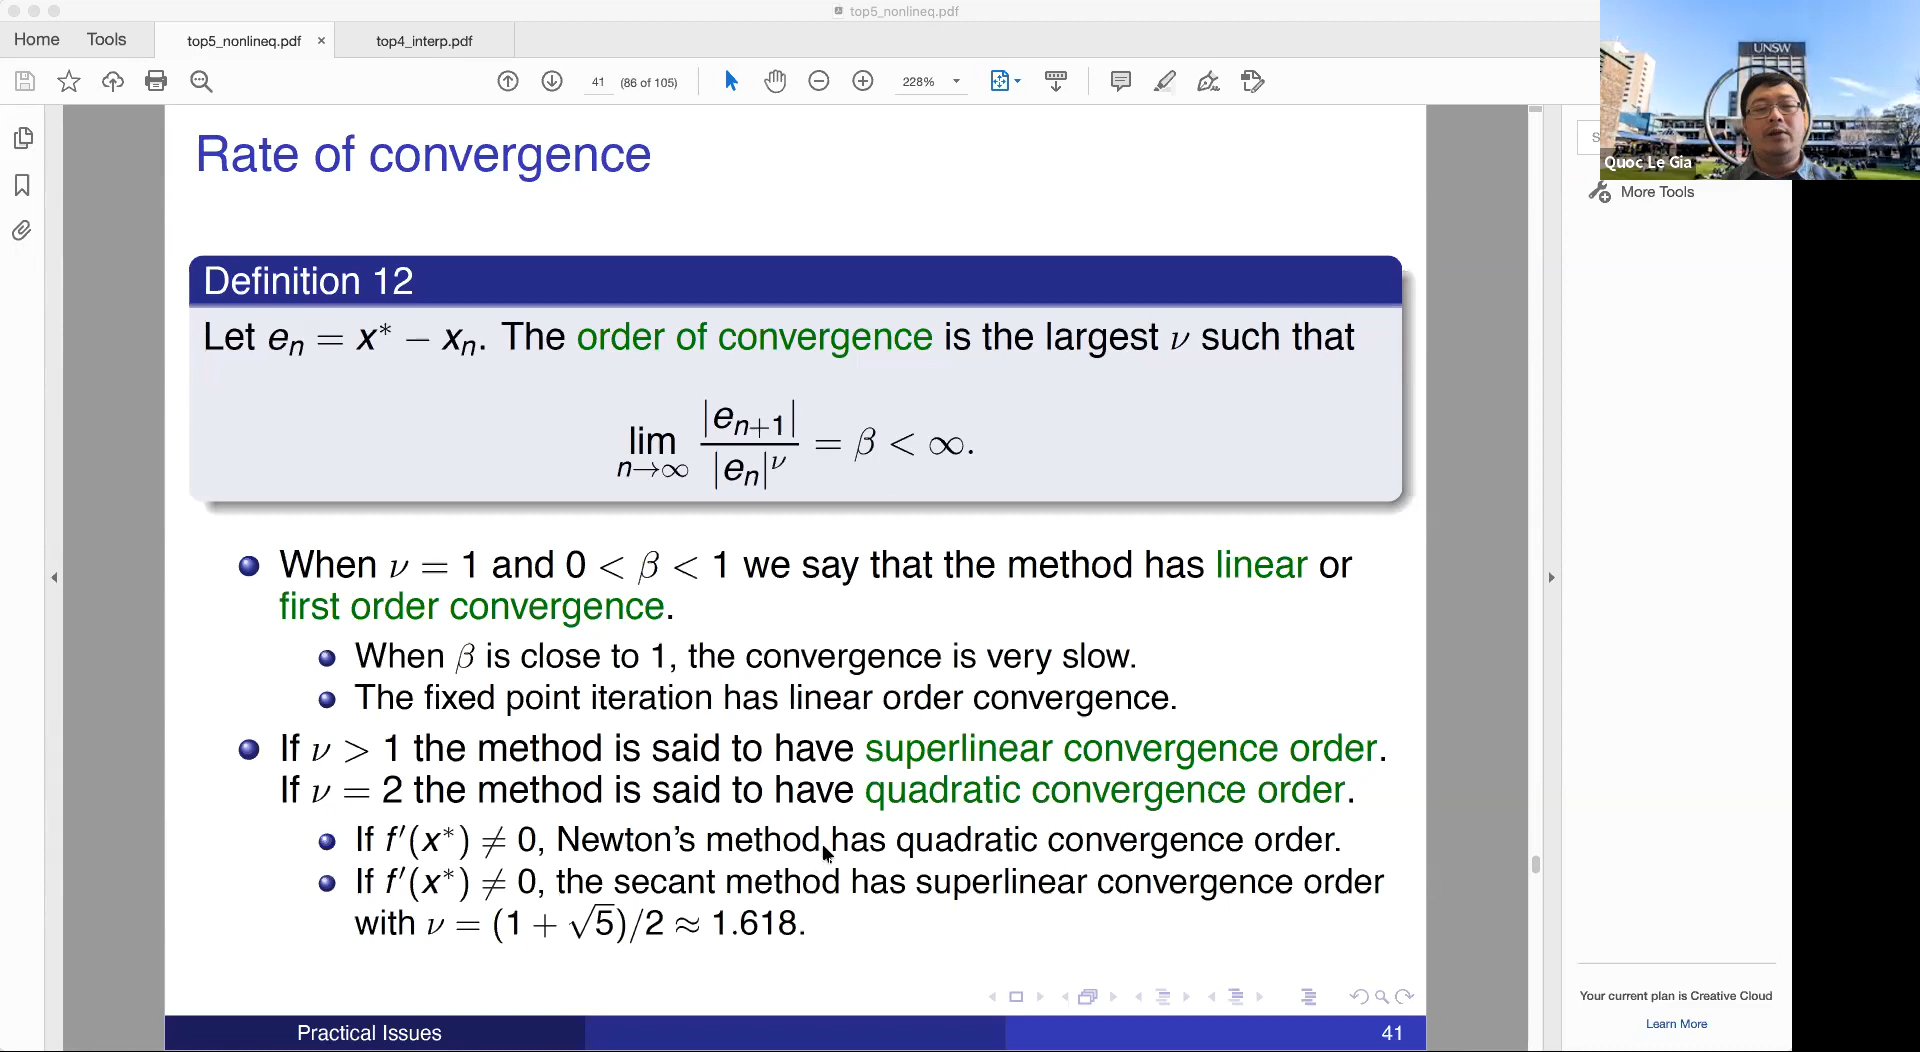 top5_nonlineq.pdf
Home Tools top5_nonlineq.pdf × top4_interp.pdf
41 (86 of 105) 228%
UNSW
Quoc Le Gia
S
More Tools
Rate of convergence
Definition 12
Let eₙ = x* − xₙ. The order of convergence is the largest ν such that
lim_{n→∞} |eₙ₊₁| / |eₙ|^ν = β < ∞.
When ν = 1 and 0 < β < 1 we say that the method has linear or
first order convergence.
When β is close to 1, the convergence is very slow.
The fixed point iteration has linear order convergence.
If ν > 1 the method is said to have superlinear convergence order.
If ν = 2 the method is said to have quadratic convergence order.
If f′(x*) ≠ 0, Newton's method has quadratic convergence order.
If f′(x*) ≠ 0, the secant method has superlinear convergence order
with ν = (1 + √5)/2 ≈ 1.618.
Practical Issues 41
Your current plan is Creative Cloud
Learn More